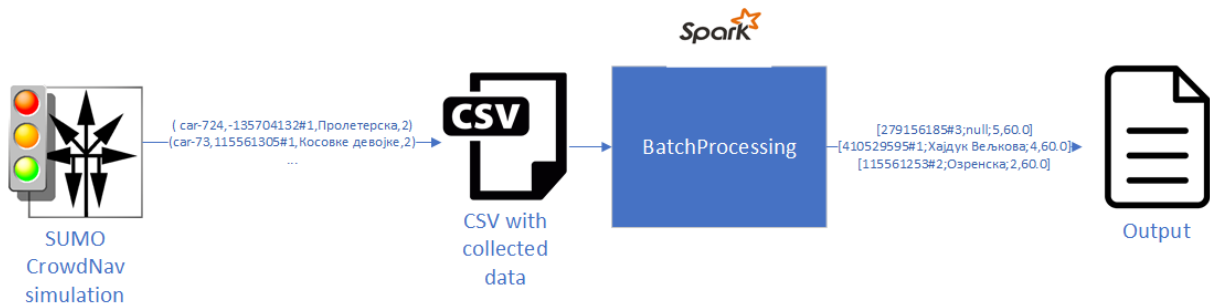 Spark
( car-724,-135704132#1,Пролетерска,2)
(car-73,115561305#1,Косовке девојке,2)
...
CSV
BatchProcessing
[279156185#3;null;5,60.0]
[410529595#1;Хајдук Вељкова;4,60.0]
[115561253#2;Озренска;2,60.0]
SUMO
CrowdNav
simulation
CSV with
collected
data
Output